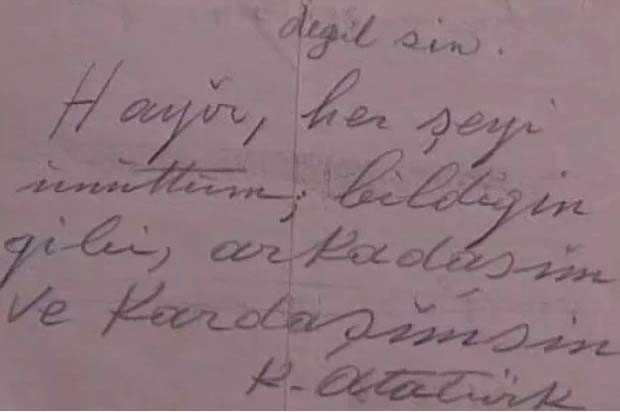 değil sin.
Hayır, her şeyi
unuttum; bildiğin
gibi, arkadaşım
ve Kardaşımsın
K. Atatürk